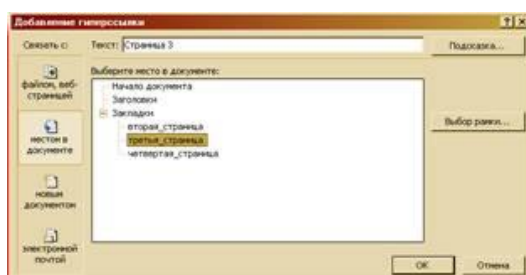 Добавление гиперссылки
Связать с:
Текст: Страница 3
Подсказка...
Выберите место в документе:
файлом, веб-
страницей
местом в
документе
новым
документом
электронной
почтой
Начало документа
Заголовки
Закладки
вторая_страница
третья_страница
четвертая_страница
Выбор рамки...
ОК
Отмена